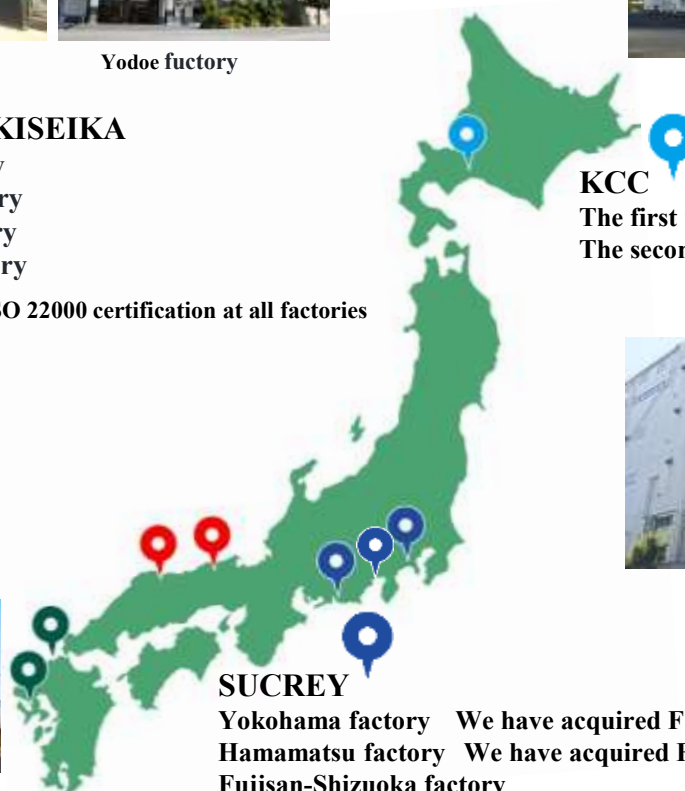 Yodoe fuctory
KISEIKA
ry
ry
ry
SO 22000 certification at all factories
KCC
The first
The secon
SUCREY
Yokohama factory We have acquired F
Hamamatsu factory We have acquired F
Fujisan-Shizuoka factory